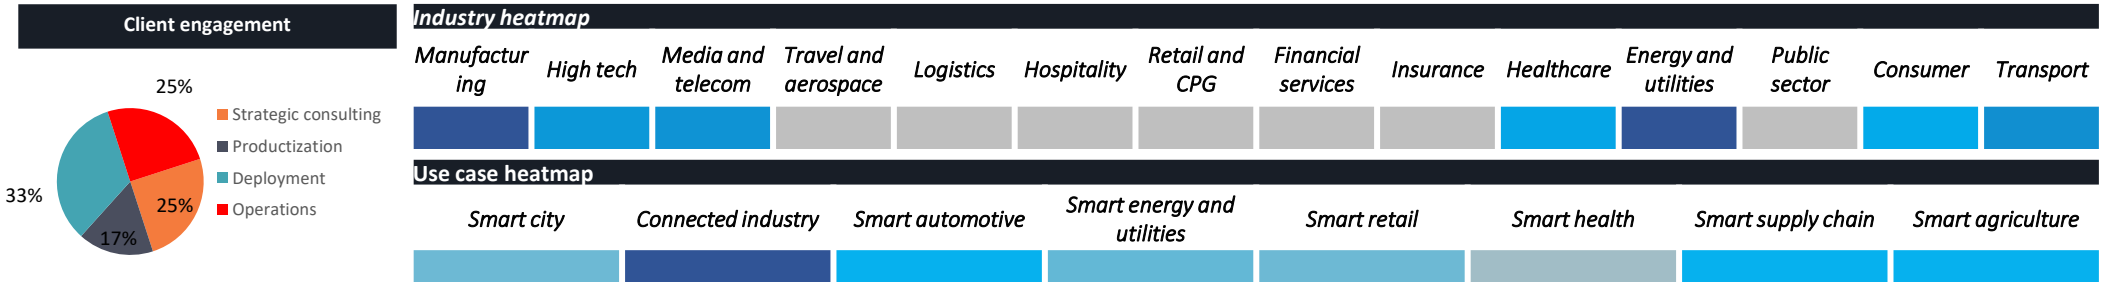 Client engagement
25%
33%
25%
17%
Strategic consulting
Productization
Deployment
Operations
Industry heatmap
Manufactur
ing
High tech
Media and
telecom
Travel and
aerospace
Logistics
Hospitality
Retail and
CPG
Financial
services
Insurance
Healthcare
Energy and
utilities
Public
sector
Consumer
Transport
Use case heatmap
Smart city
Connected industry
Smart automotive
Smart energy and
utilities
Smart retail
Smart health
Smart supply chain
Smart agriculture